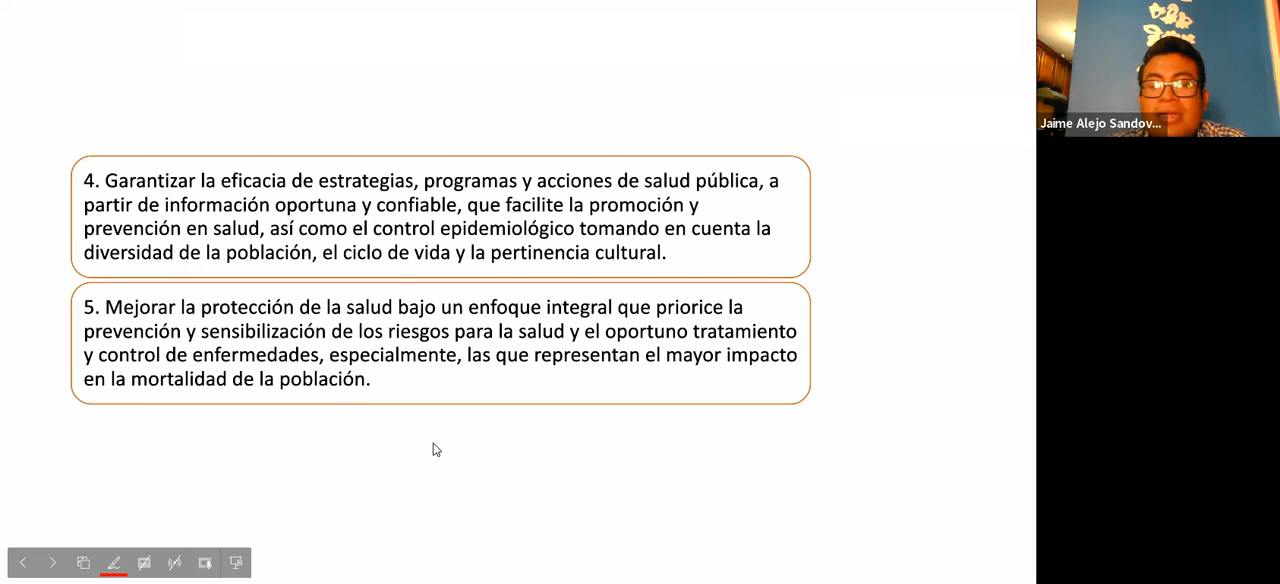 4. Garantizar la eficacia de estrategias, programas y acciones de salud pública, a
partir de información oportuna y confiable, que facilite la promoción y
prevención en salud, así como el control epidemiológico tomando en cuenta la
diversidad de la población, el ciclo de vida y la pertinencia cultural.
5. Mejorar la protección de la salud bajo un enfoque integral que priorice la
prevención y sensibilización de los riesgos para la salud y el oportuno tratamiento
y control de enfermedades, especialmente, las que representan el mayor impacto
en la mortalidad de la población.
Jaime Alejo Sandov...